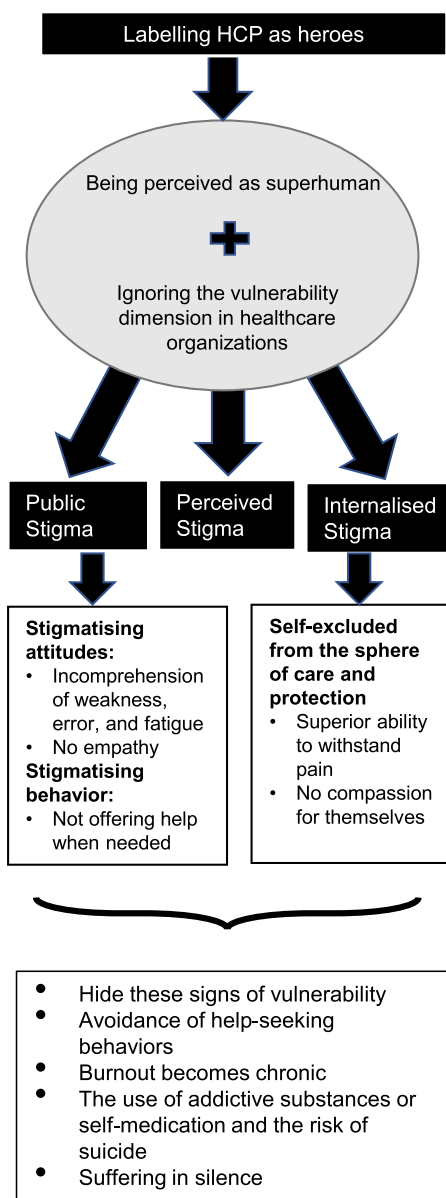 Labelling HCP as heroes
Being perceived as superhuman
Ignoring the vulnerability
dimension in healthcare
organizations
Public
Stigma
Perceived
Stigma
Internalised
Stigma
Stigmatising
attitudes:
• Incomprehension
of weakness,
error, and fatigue
• No empathy
Stigmatising
behavior:
• Not offering help
when needed
Self-excluded
from the sphere
of care and
protection
• Superior ability
to withstand
pain
• No compassion
for themselves
• Hide these signs of vulnerability
• Avoidance of help-seeking
behaviors
• Burnout becomes chronic
• The use of addictive substances or
self-medication and the risk of
suicide
• Suffering in silence